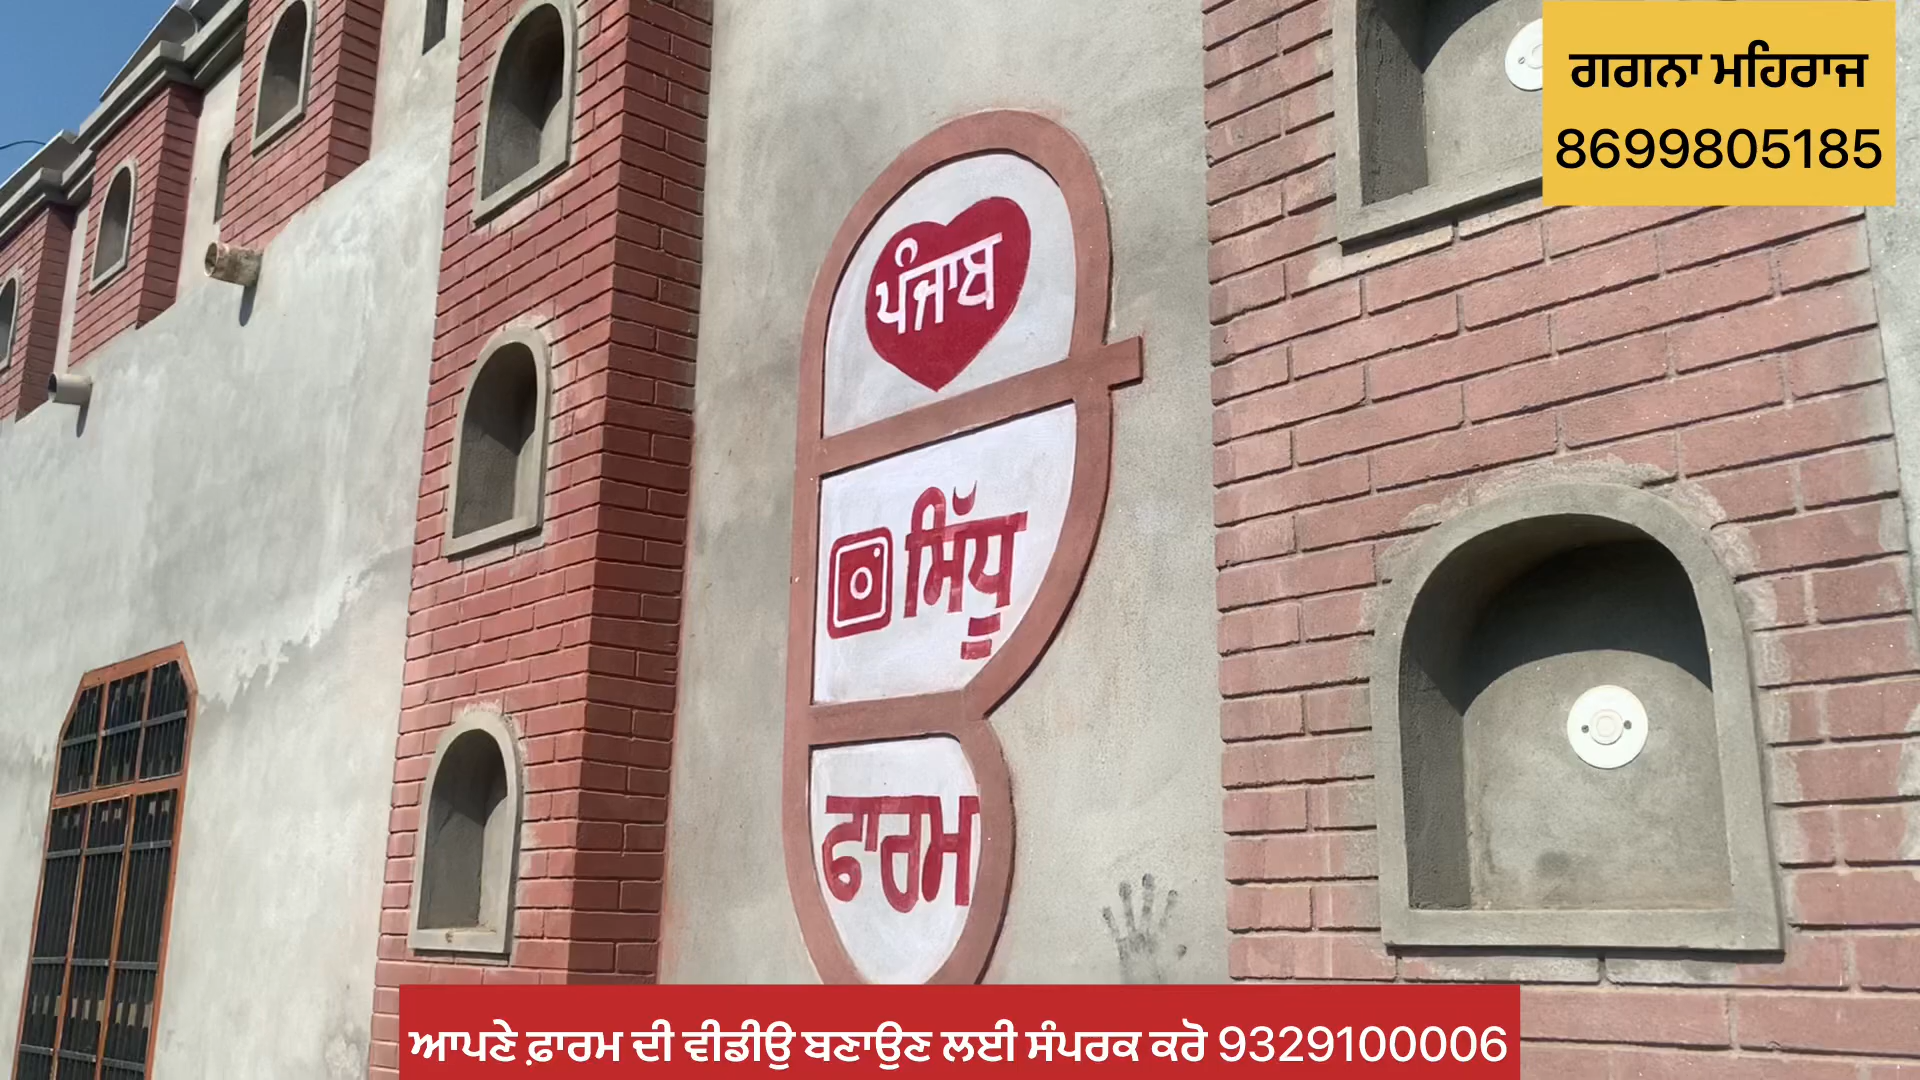 ਗਗਨਾ ਮਹਿਰਾਜ
8699805185
ਪੰਜਾਬ
ਸਿੱਧੂ
ਫਾਰਮ
ਆਪਣੇ ਫ਼ਾਰਮ ਦੀ ਵੀਡੀਉ ਬਣਾਉਣ ਲਈ ਸੰਪਰਕ ਕਰੋ 9329100006